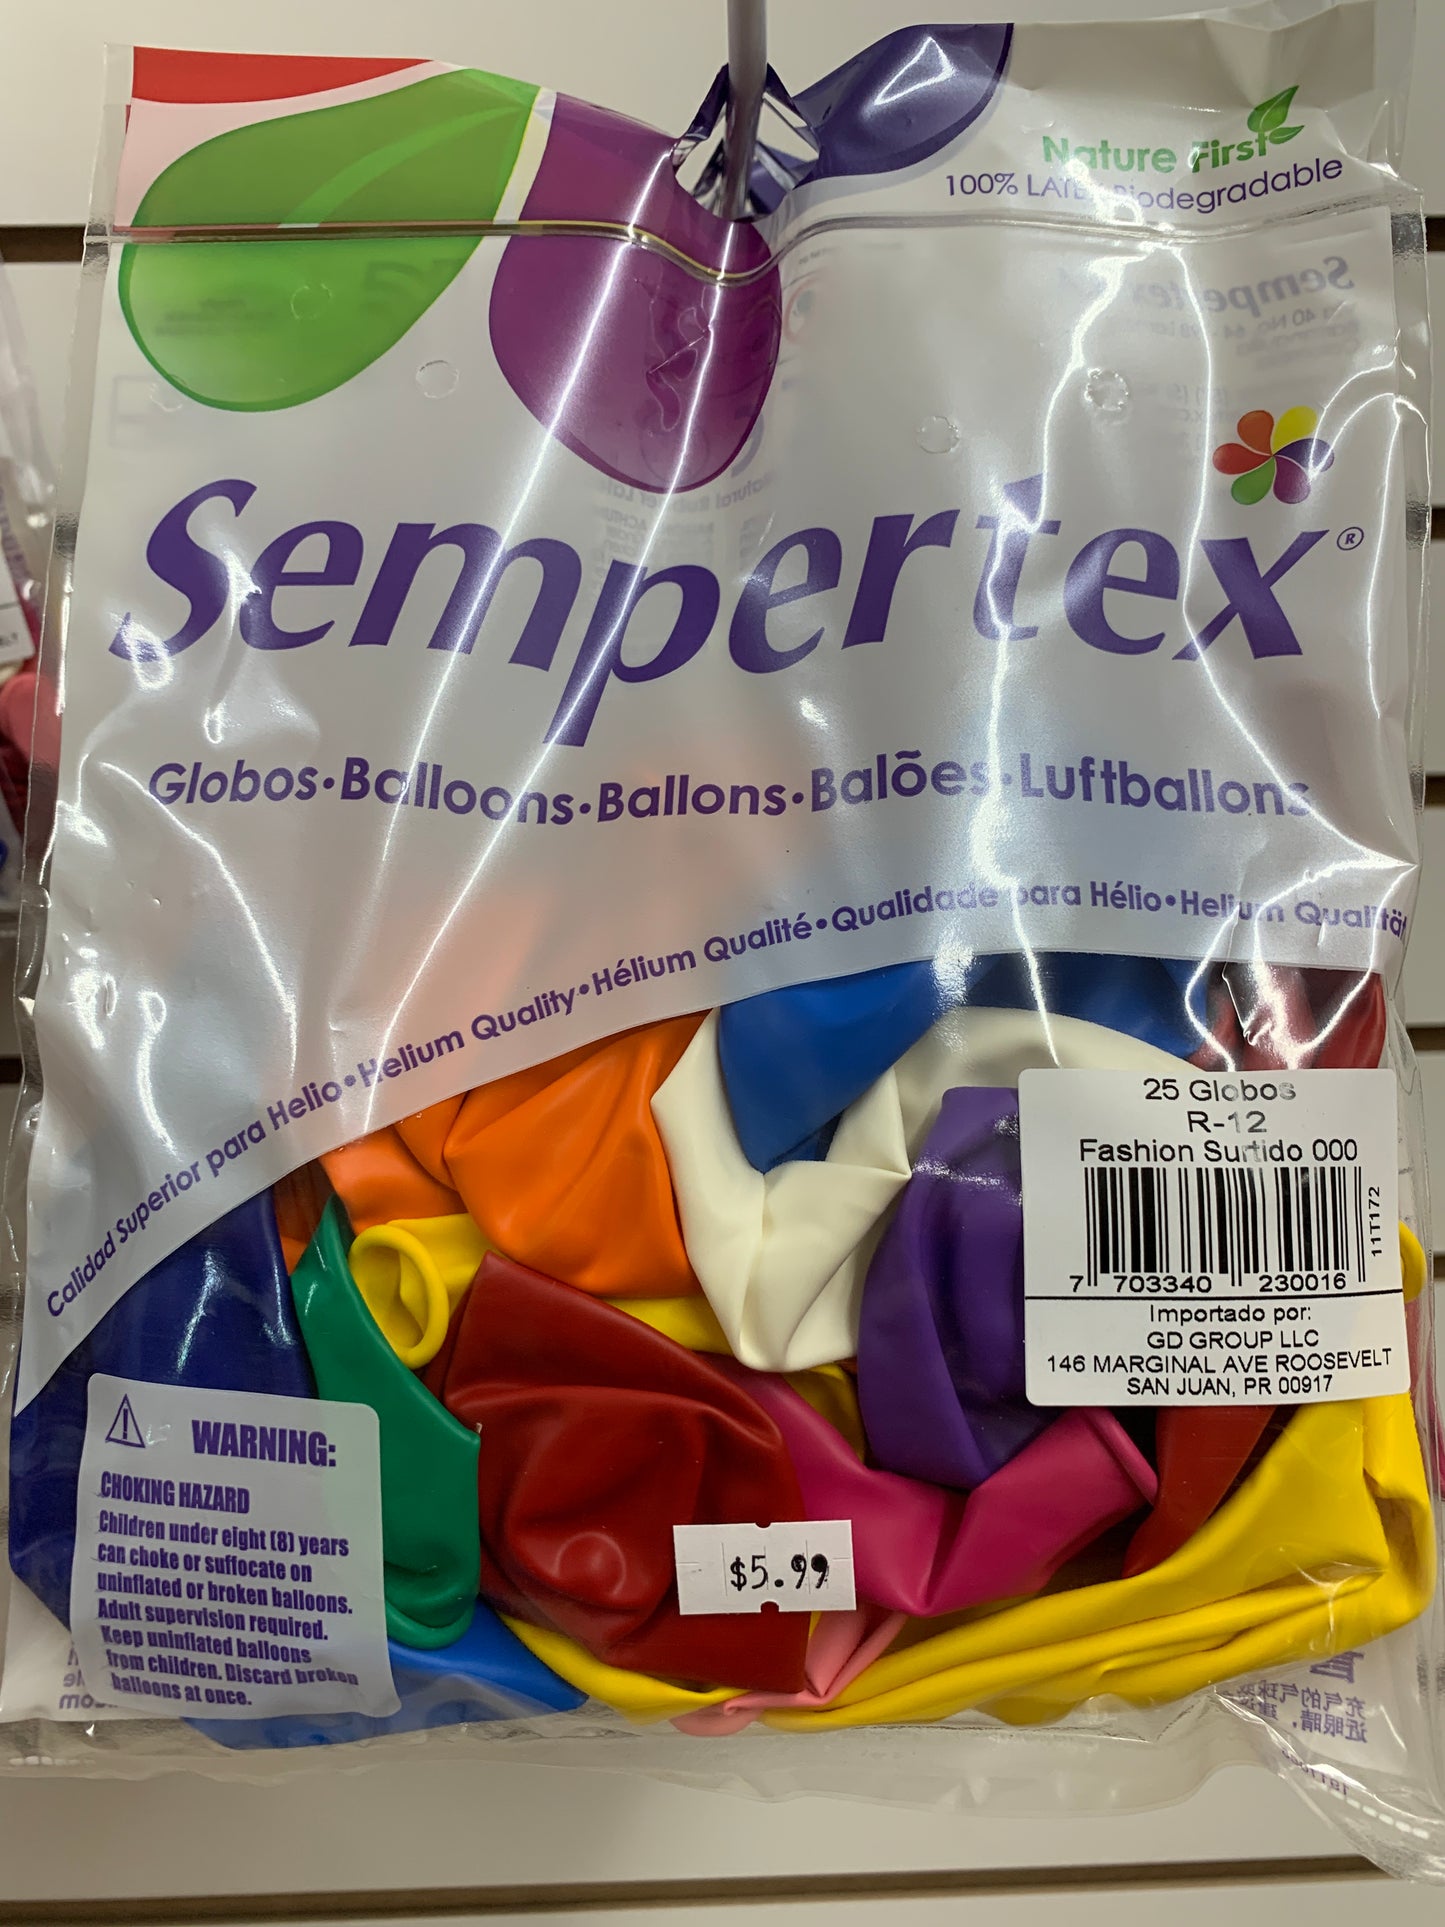 Nature First
100% LATEX Biodegradable
Sempertex®
Globos•Balloons•Ballons•Balões•Luftballons
Calidad Superior para Helio•Helium Quality•Hélium Qualité•Qualidade para Hélio•Helium Qualität
25 Globos
R-12
Fashion Surtido 000
11T172
7 703340 230016
Importado por:
GD GROUP LLC
146 MARGINAL AVE ROOSEVELT
SAN JUAN, PR 00917
WARNING:
CHOKING HAZARD
Children under eight (8) years
can choke or suffocate on
uninflated or broken balloons.
Adult supervision required.
Keep uninflated balloons
from children. Discard broken
balloons at once.
$5.99